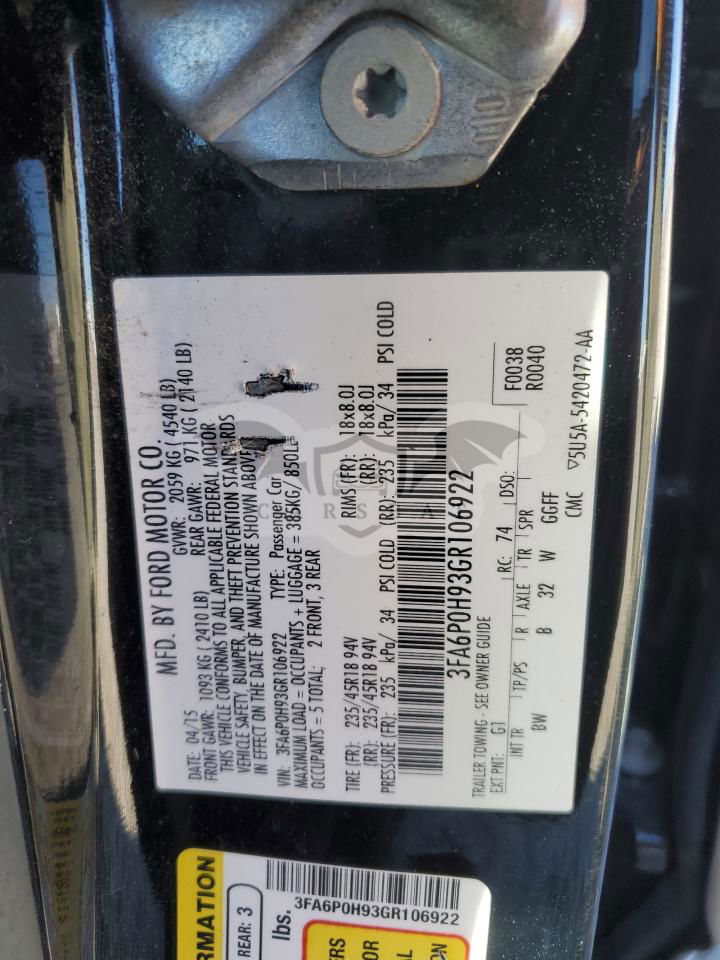 MFD. BY FORD MOTOR CO.
DATE: 04/15 GVWR: 2059 KG ( 4540 LB)
FRONT GAWR: 1093 KG ( 2410 LB) REAR GAWR: 971 KG ( 2140 LB)
THIS VEHICLE CONFORMS TO ALL APPLICABLE FEDERAL MOTOR
VEHICLE SAFETY, BUMPER, AND THEFT PREVENTION STANDARDS
IN EFFECT ON THE DATE OF MANUFACTURE SHOWN ABOVE
VIN: 3FA6P0H93GR106922 TYPE: Passenger Car
MAXIMUM LOAD = OCCUPANTS + LUGGAGE = 385KG/ 850LB
OCCUPANTS = 5 TOTAL; 2 FRONT, 3 REAR
TIRE (FR): 235/45R18 94V RIMS (FR): 18x8.0J
(RR): 235/45R18 94V (RR): 18x8.0J
PRESSURE (FR): 235 kPa/ 34 PSI COLD (RR): 235 kPa/ 34 PSI COLD
3FA6P0H93GR106922
TRAILER TOWING - SEE OWNER GUIDE F0038
EXT PNT: G1 RC: 74 DSO: R0040
INT TR TP/PS R AXLE TR SPR
BW B 32 W GGFF
CMC ▽5U5A-5420472-AA
RMATION
REAR: 3
lbs.
3FA6P0H93GR106922